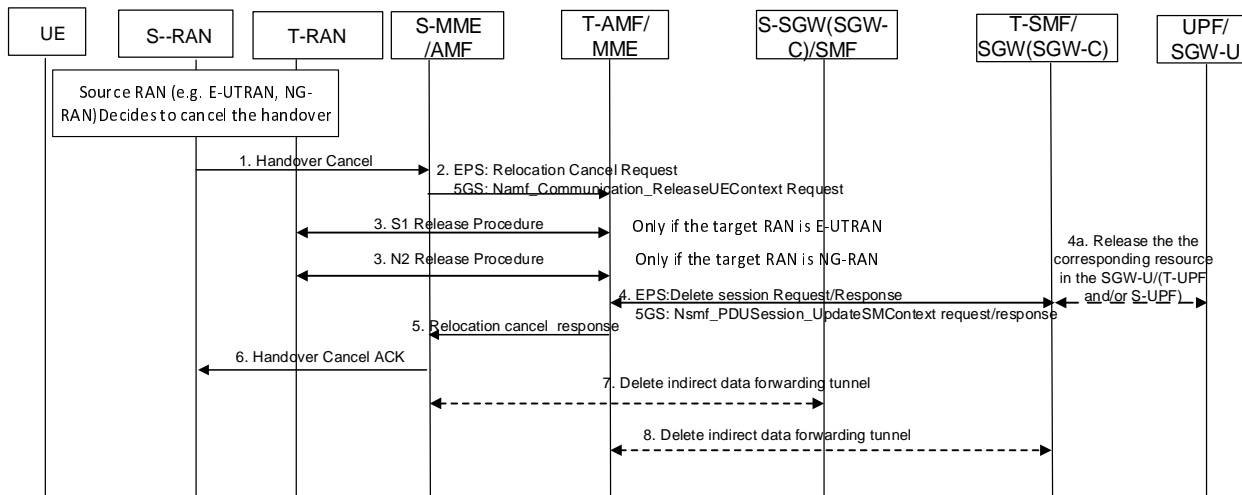 UE
S--RAN
T-RAN
S-MME
/AMF
T-AMF/
MME
S-SGW(SGW-
C)/SMF
T-SMF/
SGW(SGW-C)
UPF/
SGW-U
Source RAN (e.g. E-UTRAN, NG-
RAN)Decides to cancel the handover
1. Handover Cancel
2. EPS: Relocation Cancel Request
5GS: Namf_Communication_ReleaseUEContext Request
3. S1 Release Procedure
Only if the target RAN is E-UTRAN
3. N2 Release Procedure
Only if the target RAN is NG-RAN
4a. Release the the
corresponding resource
in the SGW-U/(T-UPF
and/or S-UPF)
4. EPS:Delete session Request/Response
5GS: Nsmf_PDUSession_UpdateSMContext request/response
5. Relocation cancel response
6. Handover Cancel ACK
7. Delete indirect data forwarding tunnel
8. Delete indirect data forwarding tunnel